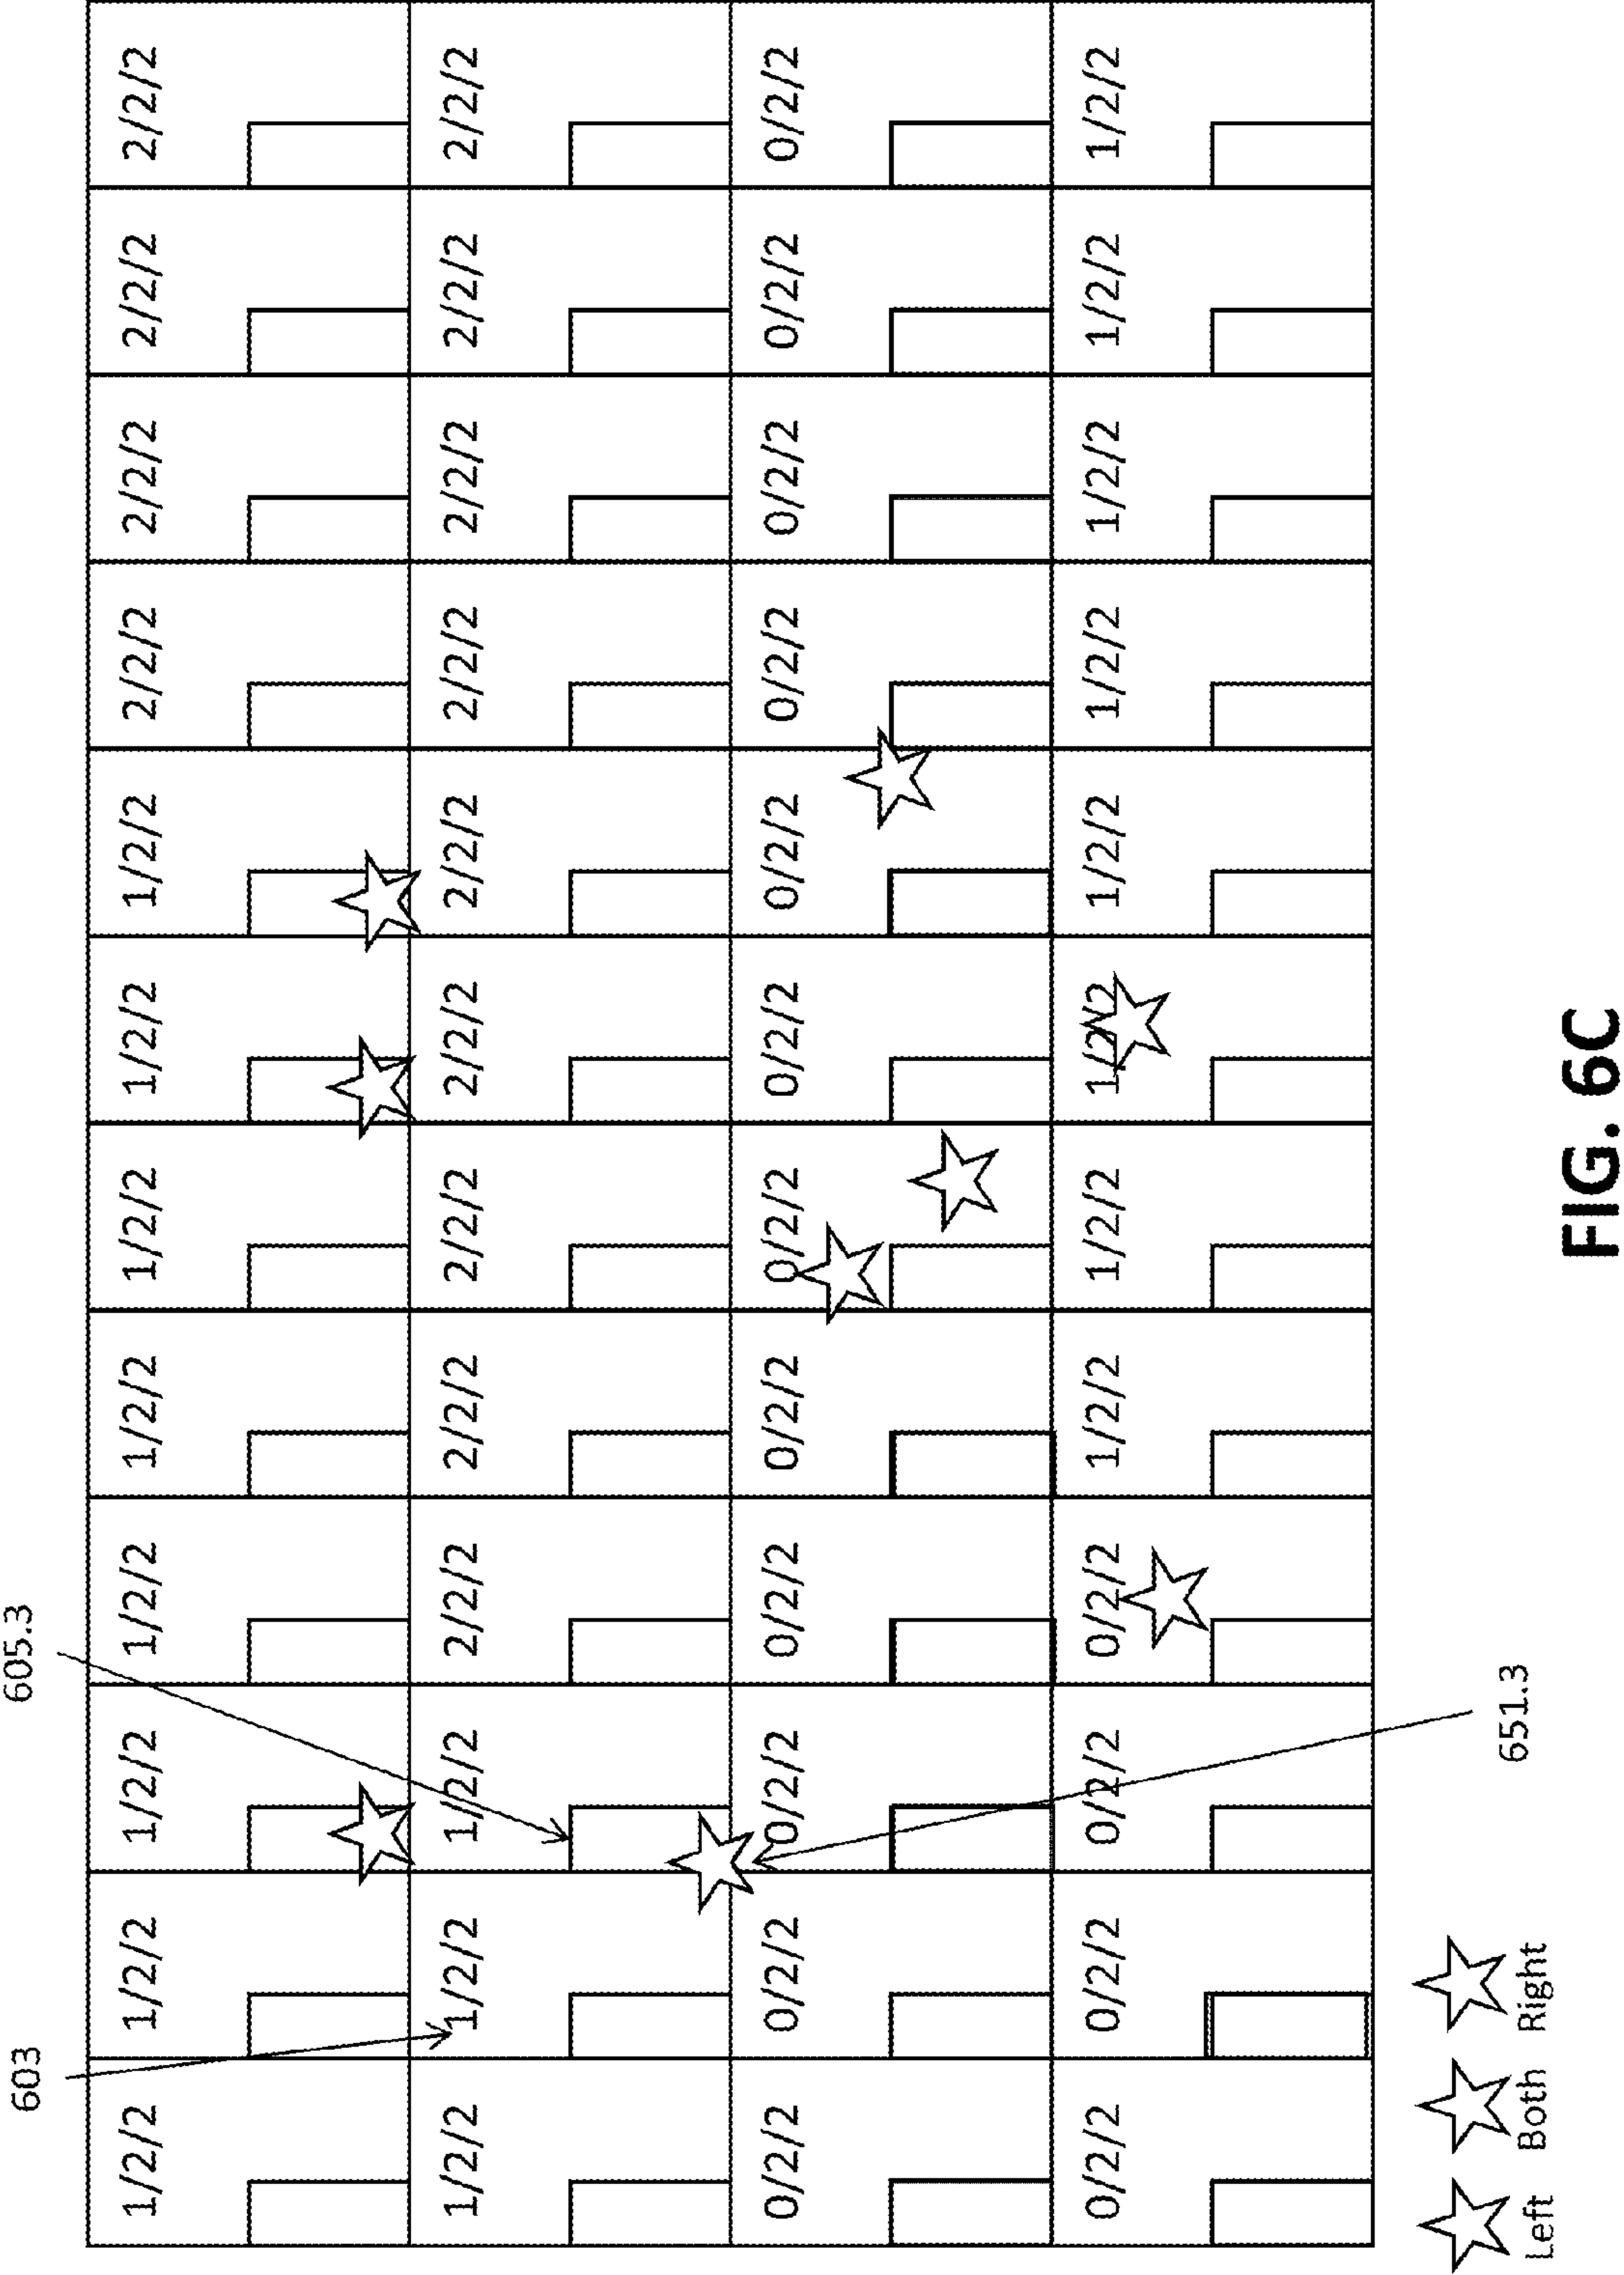 603 605.3
1/2/2 1/2/2 1/2/2 1/2/2 1/2/2 1/2/2 1/2/2 1/2/2 2/2/2 2/2/2 2/2/2 2/2/2
1/2/2 1/2/2 1/2/2 2/2/2 2/2/2 2/2/2 2/2/2 2/2/2 2/2/2 2/2/2 2/2/2 2/2/2
0/2/2 0/2/2 0/2/2 0/2/2 0/2/2 0/2/2 0/2/2 0/2/2 0/2/2 0/2/2 0/2/2 0/2/2
0/2/2 0/2/2 0/2/2 0/2/2 1/2/2 1/2/2 1/2/2 1/2/2 1/2/2 1/2/2 1/2/2 1/2/2
Left Both Right 651.3
FIG. 6C